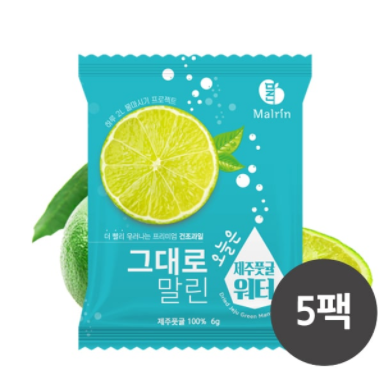 하루 2L 물마시기 프로젝트
말린
Malrin
더 빨리 우러나는 프리미엄 건조과일
그대로
말린
오늘은
제주풋귤
워터
제주풋귤 100% 6g
5팩